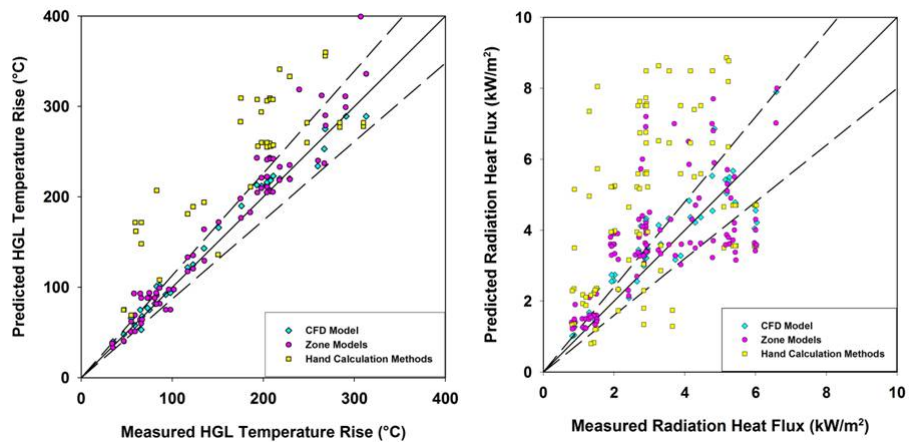 Predicted HGL Temperature Rise (°C)
400
300
200
100
0
0
100
200
300
400
Measured HGL Temperature Rise (°C)
CFD Model
Zone Models
Hand Calculation Methods
Predicted Radiation Heat Flux (kW/m²)
10
8
6
4
2
0
0
2
4
6
8
10
Measured Radiation Heat Flux (kW/m²)
CFD Model
Zone Models
Hand Calculation Methods